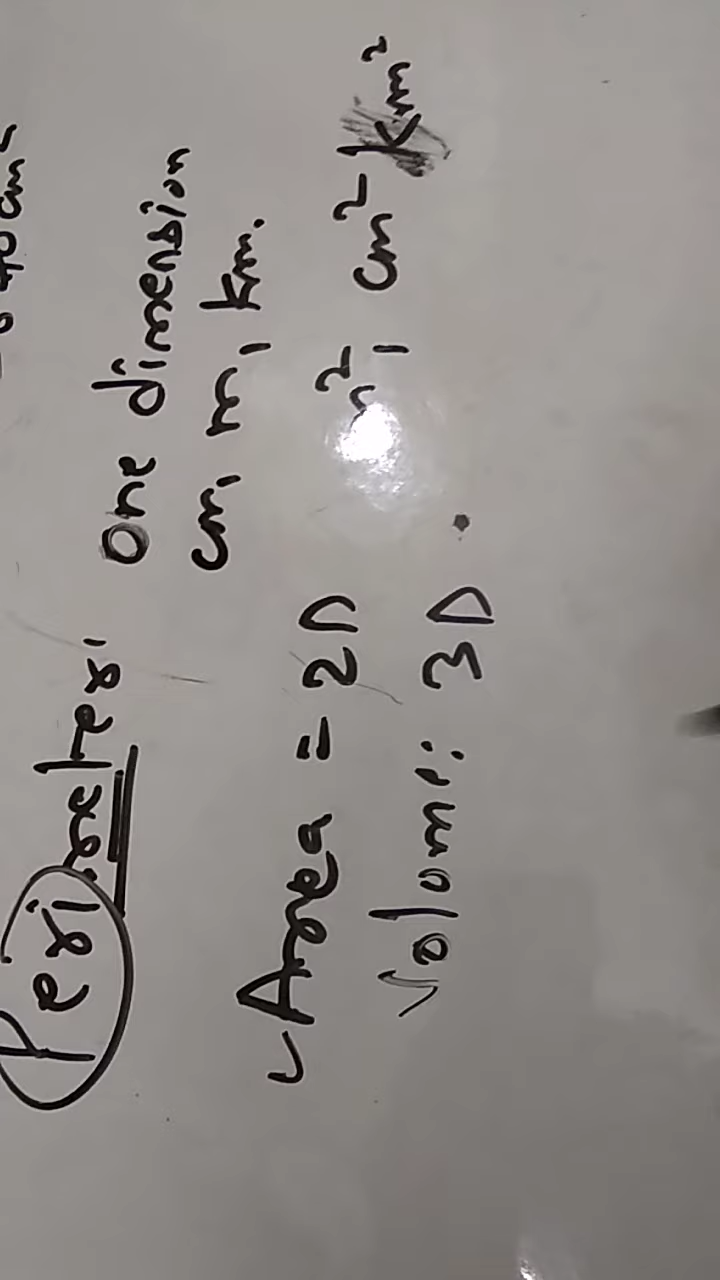 Perimeter: one dimension
cm, m, km.
Area = 2D m², cm² km²
Volume: 3D.